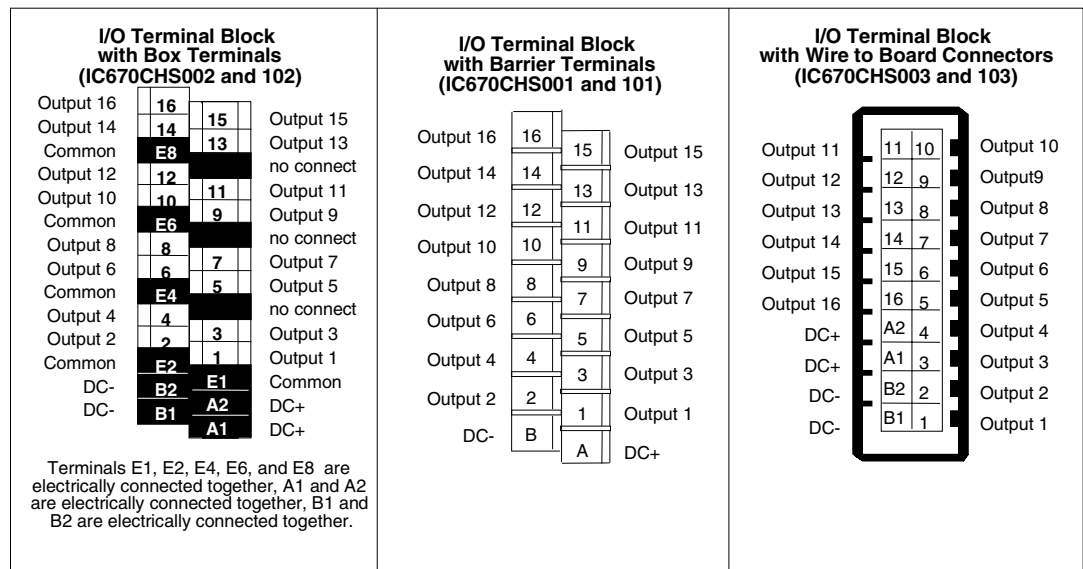 I/O Terminal Block
with Box Terminals
(IC670CHS002 and 102)
Output 16 16
15 Output 15
Output 14 14
13 Output 13
Common E8
no connect
Output 12 12
11 Output 11
Output 10 10
9 Output 9
Common E6
no connect
Output 8 8
7 Output 7
Output 6 6
5 Output 5
Common E4
no connect
Output 4 4
3 Output 3
Output 2 2
1 Output 1
Common E2
E1 Common
DC- B2
A2 DC+
DC- B1
A1 DC+
Terminals E1, E2, E4, E6, and E8 are
electrically connected together, A1 and A2
are electrically connected together, B1 and
B2 are electrically connected together.
I/O Terminal Block
with Barrier Terminals
(IC670CHS001 and 101)
Output 16 16
15 Output 15
Output 14 14
13 Output 13
Output 12 12
11 Output 11
Output 10 10
9 Output 9
Output 8 8
7 Output 7
Output 6 6
5 Output 5
Output 4 4
3 Output 3
Output 2 2
1 Output 1
DC- B
A DC+
I/O Terminal Block
with Wire to Board Connectors
(IC670CHS003 and 103)
Output 11 11 10 Output 10
Output 12 12 9 Output9
Output 13 13 8 Output 8
Output 14 14 7 Output 7
Output 15 15 6 Output 6
Output 16 16 5 Output 5
DC+ A2 4 Output 4
DC+ A1 3 Output 3
DC- B2 2 Output 2
DC- B1 1 Output 1